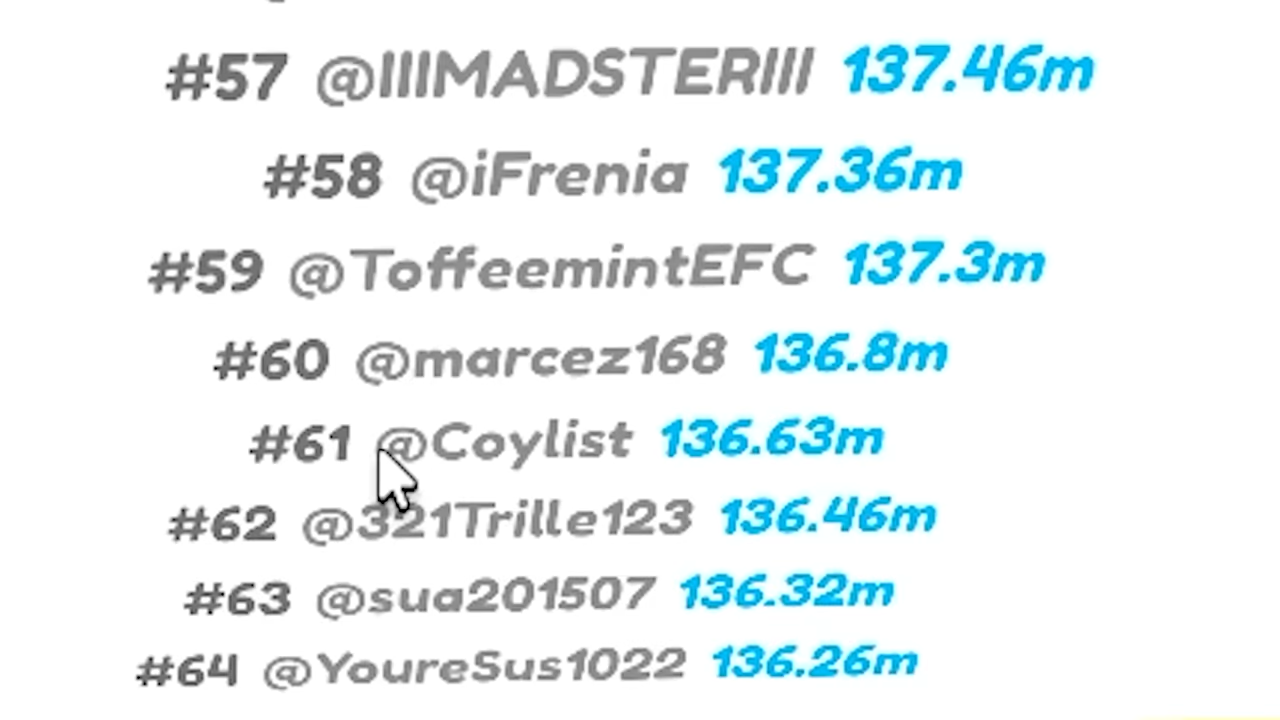 #57 @IIIMADSTERIII 137.46m
#58 @iFrenia 137.36m
#59 @ToffeemintEFC 137.3m
#60 @marcez168 136.8m
#61 @Coylist 136.63m
#62 @321Trille123 136.46m
#63 @sua201507 136.32m
#64 @YoureSus1022 136.26m